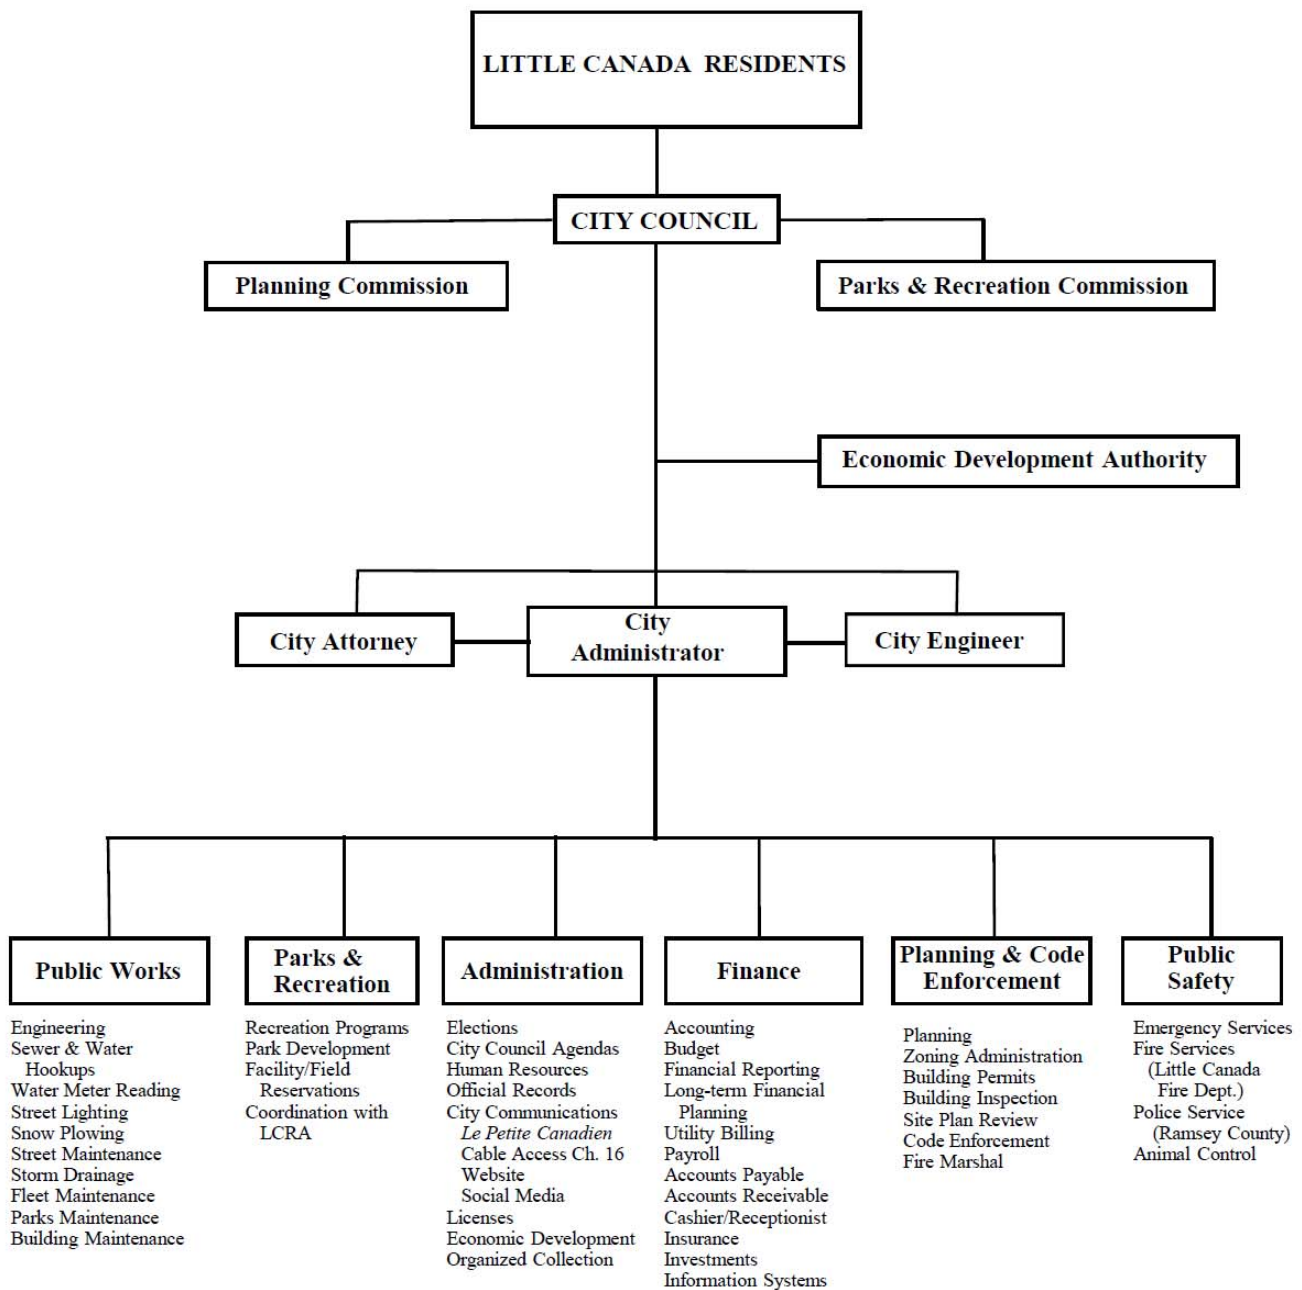 LITTLE CANADA RESIDENTS
CITY COUNCIL
Planning Commission
Parks & Recreation Commission
Economic Development Authority
City Attorney
City
Administrator
City Engineer
Public Works
Engineering
Sewer & Water
Hookups
Water Meter Reading
Street Lighting
Snow Plowing
Street Maintenance
Storm Drainage
Fleet Maintenance
Parks Maintenance
Building Maintenance
Parks &
Recreation
Recreation Programs
Park Development
Facility/Field
Reservations
Coordination with
LCRA
Administration
Elections
City Council Agendas
Human Resources
Official Records
City Communications
Le Petite Canadien
Cable Access Ch. 16
Website
Social Media
Licenses
Economic Development
Organized Collection
Finance
Accounting
Budget
Financial Reporting
Long-term Financial
Planning
Utility Billing
Payroll
Accounts Payable
Accounts Receivable
Cashier/Receptionist
Insurance
Investments
Information Systems
Planning & Code
Enforcement
Planning
Zoning Administration
Building Permits
Building Inspection
Site Plan Review
Code Enforcement
Fire Marshal
Public
Safety
Emergency Services
Fire Services
(Little Canada
Fire Dept.)
Police Service
(Ramsey County)
Animal Control